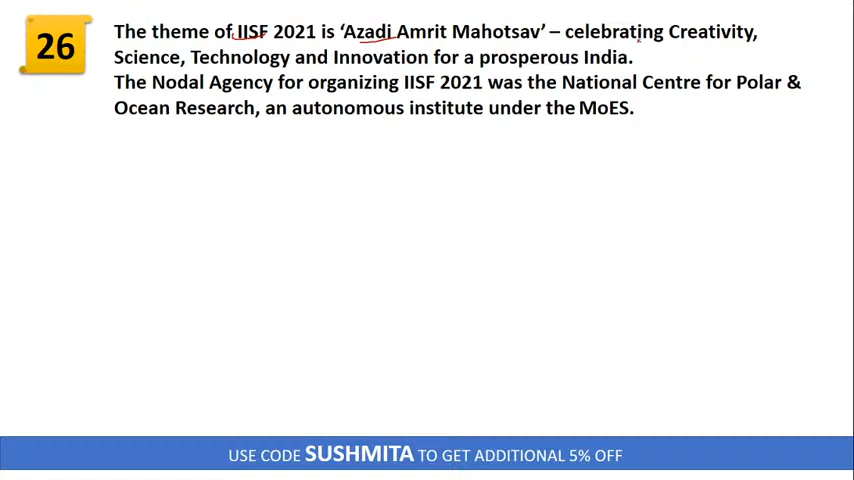 26
The theme of IISF 2021 is ‘Azadi Amrit Mahotsav’ – celebrating Creativity,
Science, Technology and Innovation for a prosperous India.
The Nodal Agency for organizing IISF 2021 was the National Centre for Polar &
Ocean Research, an autonomous institute under the MoES.
USE CODE SUSHMITA TO GET ADDITIONAL 5% OFF